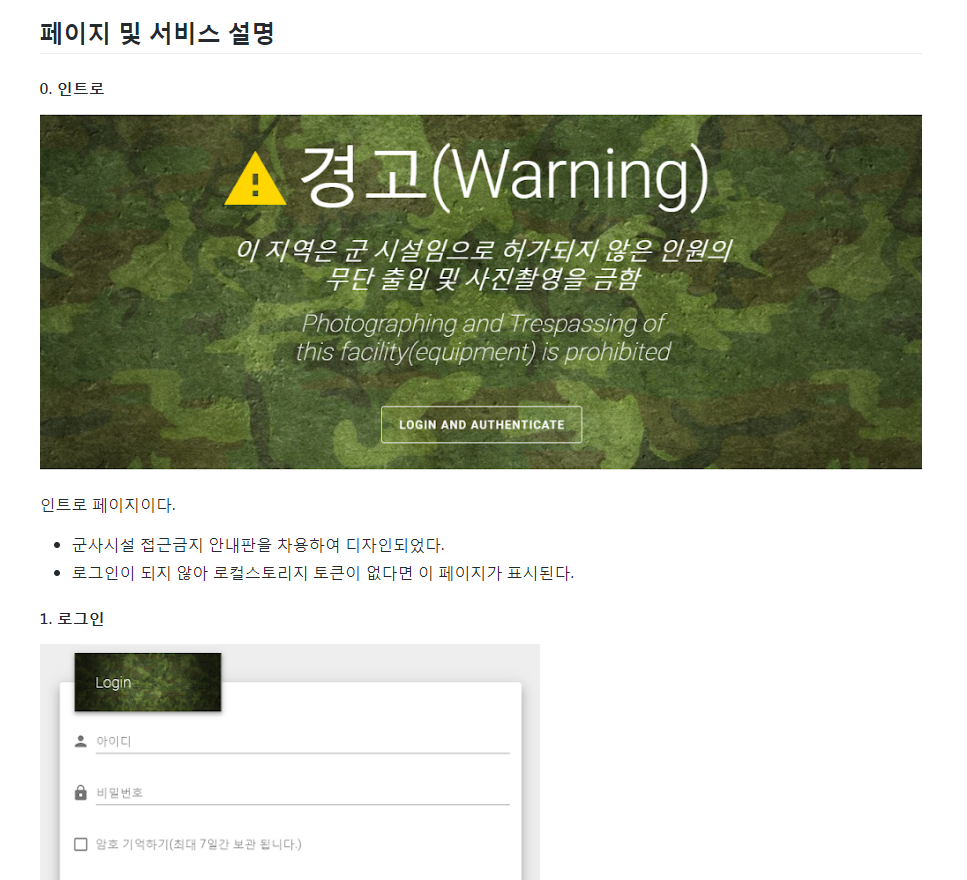 페이지 및 서비스 설명
0. 인트로
경고(Warning)
이 지역은 군 시설임으로 허가되지 않은 인원의
무단 출입 및 사진촬영을 금함
Photographing and Trespassing of
this facility(equipment) is prohibited
LOGIN AND AUTHENTICATE
인트로 페이지이다.
군사시설 접근금지 안내판을 차용하여 디자인되었다.
로그인이 되지 않아 로컬스토리지 토큰이 없다면 이 페이지가 표시된다.
1. 로그인
Login
아이디
비밀번호
암호 기억하기(최대 7일간 보관 됩니다.)